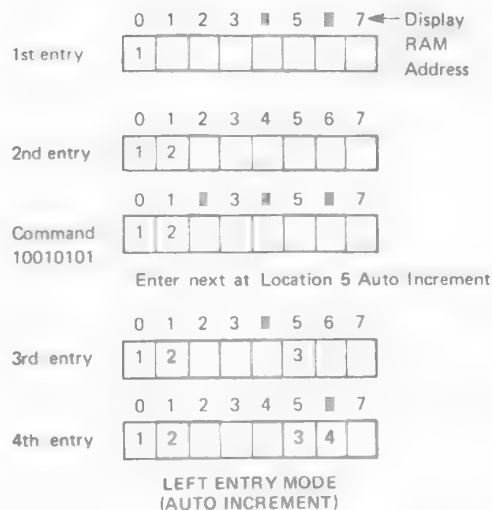 0 1 2 3 5 7 Display
RAM
Address
1st entry 1
0 1 2 3 4 5 6 7
2nd entry 1 2
0 1 3 5 7
Command 1 2
10010101
Enter next at Location 5 Auto Increment
0 1 2 3 5 6 7
3rd entry 1 2 3
0 1 2 3 4 5 7
4th entry 1 2 3 4
LEFT ENTRY MODE
(AUTO INCREMENT)